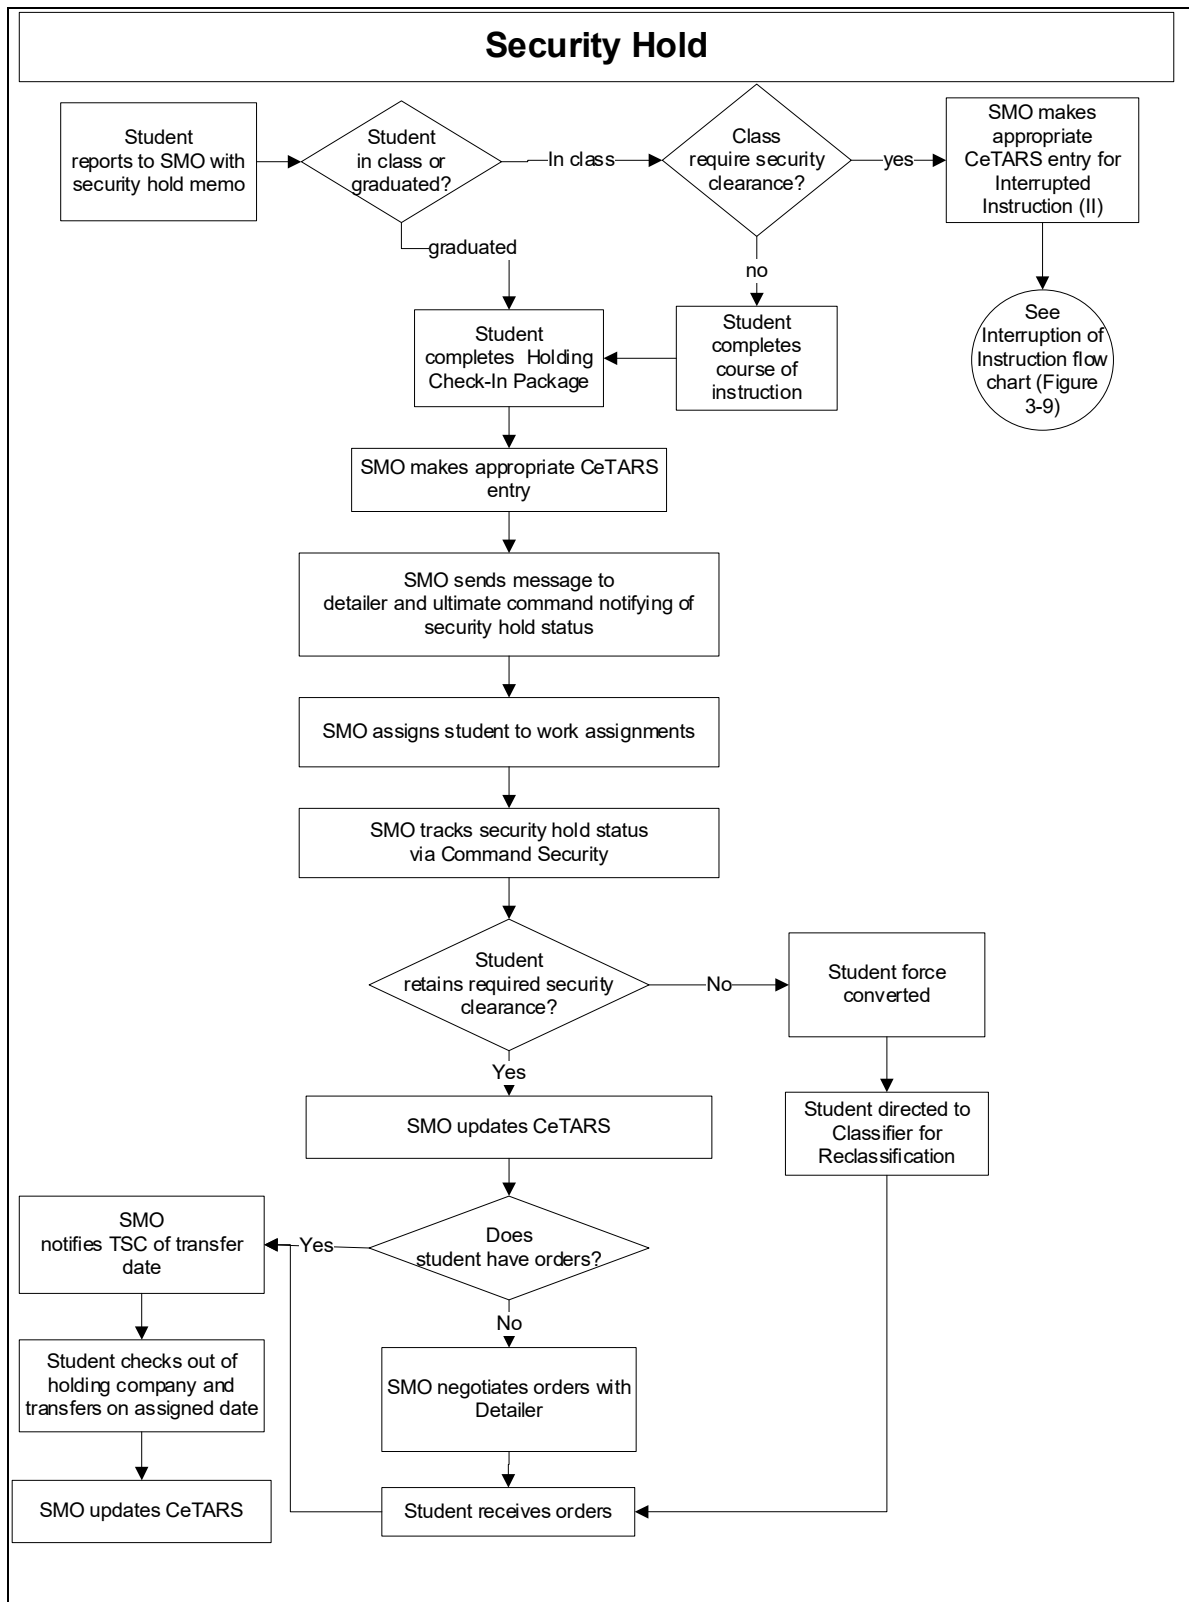 Security Hold
Student
reports to SMO with
security hold memo
Student
in class or
graduated?
In class
Class
require security
clearance?
yes
SMO makes
appropriate
CeTARS entry for
Interrupted
Instruction (II)
graduated
no
See
Interruption of
Instruction flow
chart (Figure
3-9)
Student
completes Holding
Check-In Package
Student
completes
course of
instruction
SMO makes appropriate CeTARS
entry
SMO sends message to
detailer and ultimate command notifying of
security hold status
SMO assigns student to work assignments
SMO tracks security hold status
via Command Security
Student
retains required security
clearance?
No
Student force
converted
Yes
SMO updates CeTARS
Student directed to
Classifier for
Reclassification
SMO
notifies TSC of transfer
date
Yes
Does
student have orders?
No
Student checks out of
holding company and
transfers on assigned date
SMO negotiates orders with
Detailer
SMO updates CeTARS
Student receives orders